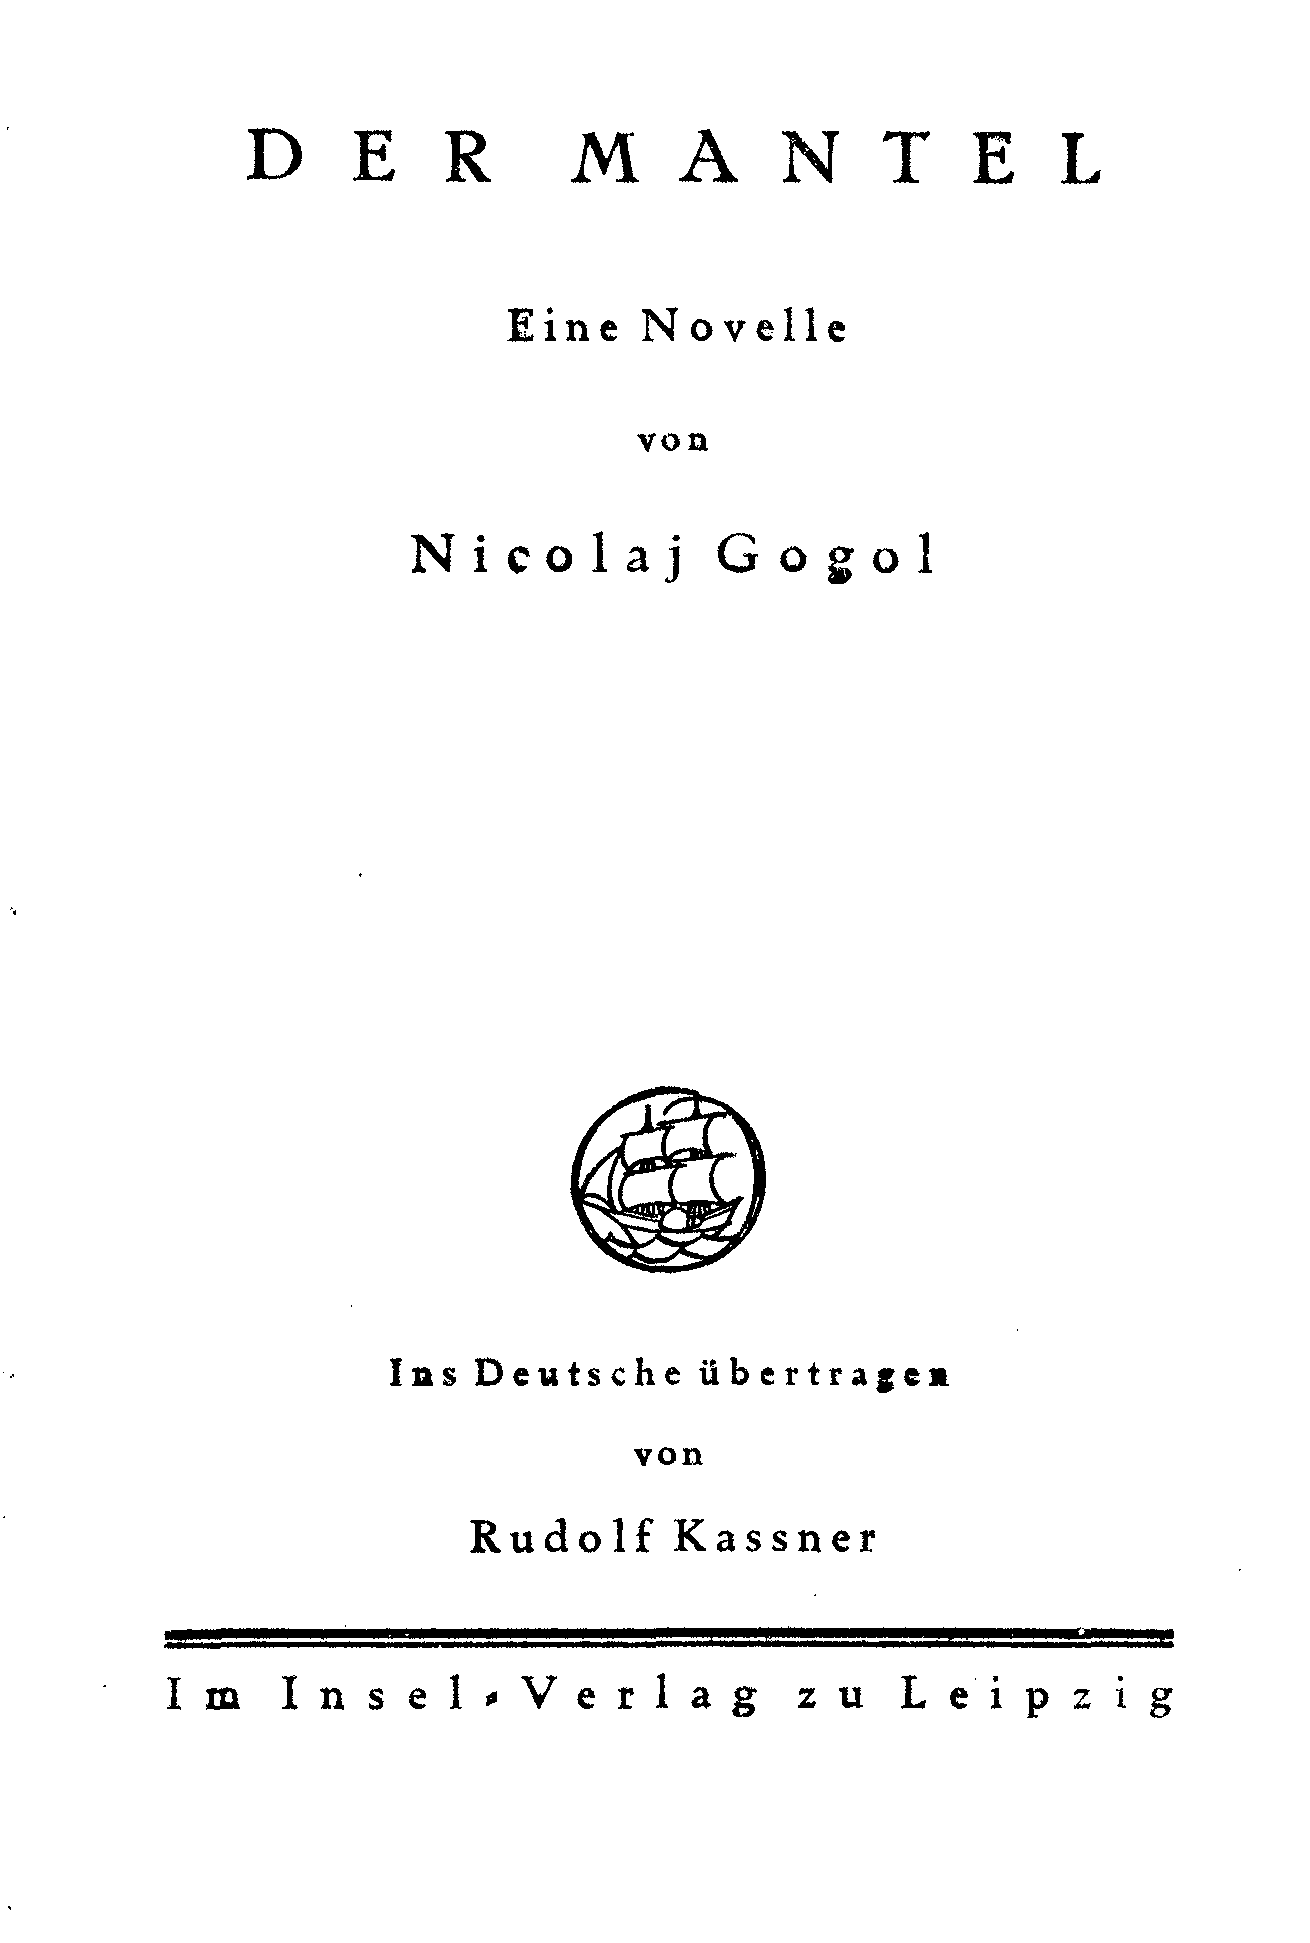 DER MANTEL
Eine Novelle
von
Nicolaj Gogol
Ins Deutsche übertragen
von
Rudolf Kassner
Im Insel-Verlag zu Leipzig